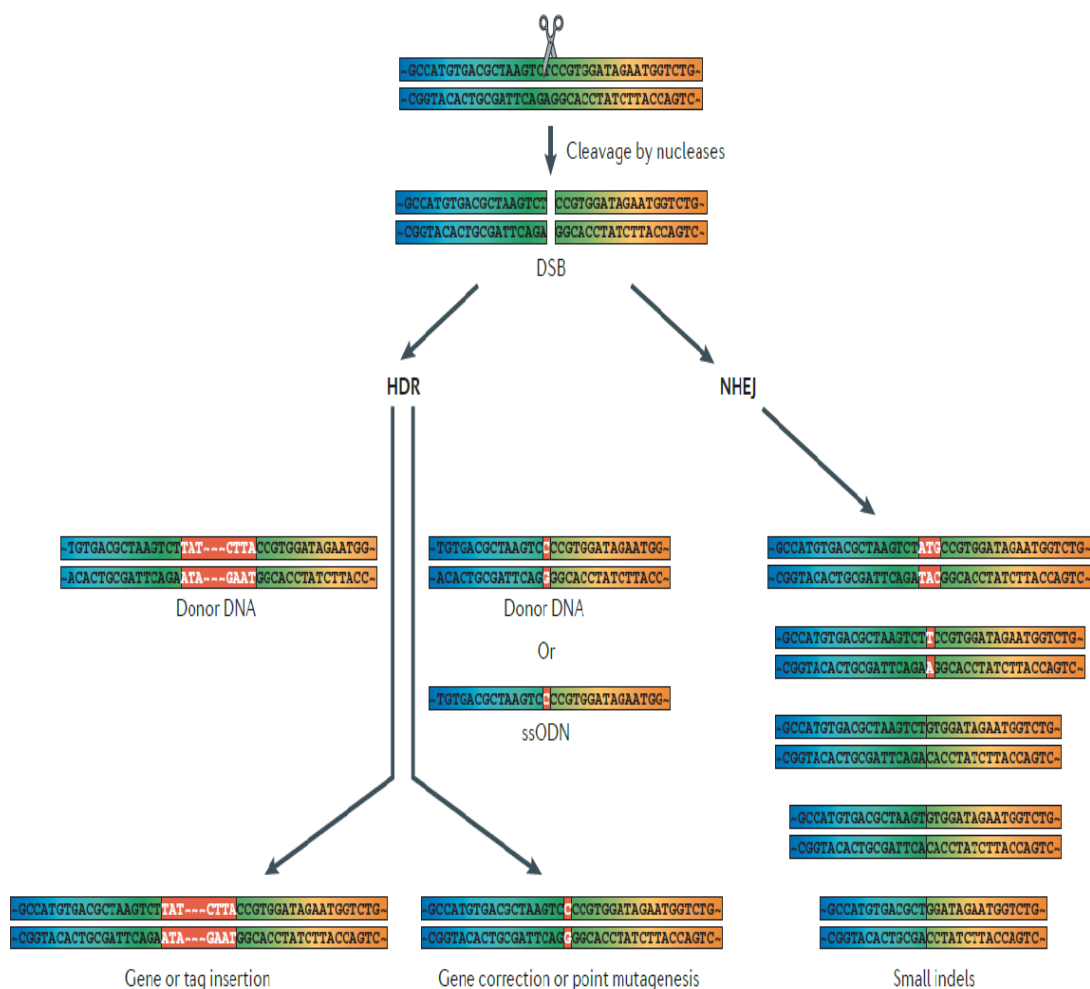 ~GCCATGTGACGCTAAGTCTCCGTGGATAGAATGGTCTG~
~CGGTACACTGCGATTCAGAGGCACCTATCTTACCAGTC~
Cleavage by nucleases
~GCCATGTGACGCTAAGTCT CCGTGGATAGAATGGTCTG~
~CGGTACACTGCGATTCAGA GGCACCTATCTTACCAGTC~
DSB
HDR
NHEJ
~TGTGACGCTAAGTCTTAT~~~CTTACCGTGGATAGAATGG~
~ACACTGCGATTCAGAATA~~~GAATGGCACCTATCTTACC~
Donor DNA
~TGTGACGCTAAGTCCCCGTGGATAGAATGG~
~ACACTGCGATTCAGGGGCACCTATCTTACC~
Donor DNA
Or
~TGTGACGCTAAGTCCCCGTGGATAGAATGG~
ssODN
~GCCATGTGACGCTAAGTCTATGCCGTGGATAGAATGGTCTG~
~CGGTACACTGCGATTCAGATACGGCACCTATCTTACCAGTC~
~GCCATGTGACGCTAAGTCTTCCGTGGATAGAATGGTCTG~
~CGGTACACTGCGATTCAGAAGGCACCTATCTTACCAGTC~
~GCCATGTGACGCTAAGTCTGTGGATAGAATGGTCTG~
~CGGTACACTGCGATTCAGACACCTATCTTACCAGTC~
~GCCATGTGACGCTAAGTGTGGATAGAATGGTCTG~
~CGGTACACTGCGATTCACACCTATCTTACCAGTC~
~GCCATGTGACGCTAAGTCTTAT~~~CTTACCGTGGATAGAATGGTCTG~
~CGGTACACTGCGATTCAGAATA~~~GAATGGCACCTATCTTACCAGTC~
Gene or tag insertion
~GCCATGTGACGCTAAGTCCCCGTGGATAGAATGGTCTG~
~CGGTACACTGCGATTCAGGGGCACCTATCTTACCAGTC~
Gene correction or point mutagenesis
~GCCATGTGACGCTGGATAGAATGGTCTG~
~CGGTACACTGCGACCTATCTTACCAGTC~
Small indels